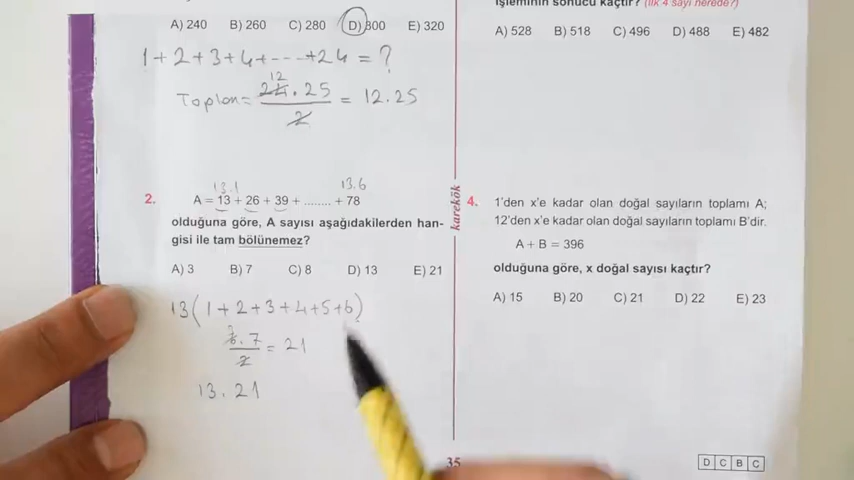 A) 240 B) 260 C) 280 D) 300 E) 320
1+2+3+4+----+24=?
Toplan= 24.25 / 2 = 12.25
12
2. A = 13 + 26 + 39 + ........ + 78
13.1 13.6
olduğuna göre, A sayısı aşağıdakilerden han-
gisi ile tam bölünemez?
A) 3 B) 7 C) 8 D) 13 E) 21
13(1+2+3+4+5+6)
6.7 / 2 = 21
13.21
karekök
işleminin sonucu kaçtır? (İlk 4 sayı nerede?)
A) 528 B) 518 C) 496 D) 488 E) 482
4. 1'den x'e kadar olan doğal sayıların toplamı A;
12'den x'e kadar olan doğal sayıların toplamı B'dir.
A + B = 396
olduğuna göre, x doğal sayısı kaçtır?
A) 15 B) 20 C) 21 D) 22 E) 23
35
D C B C